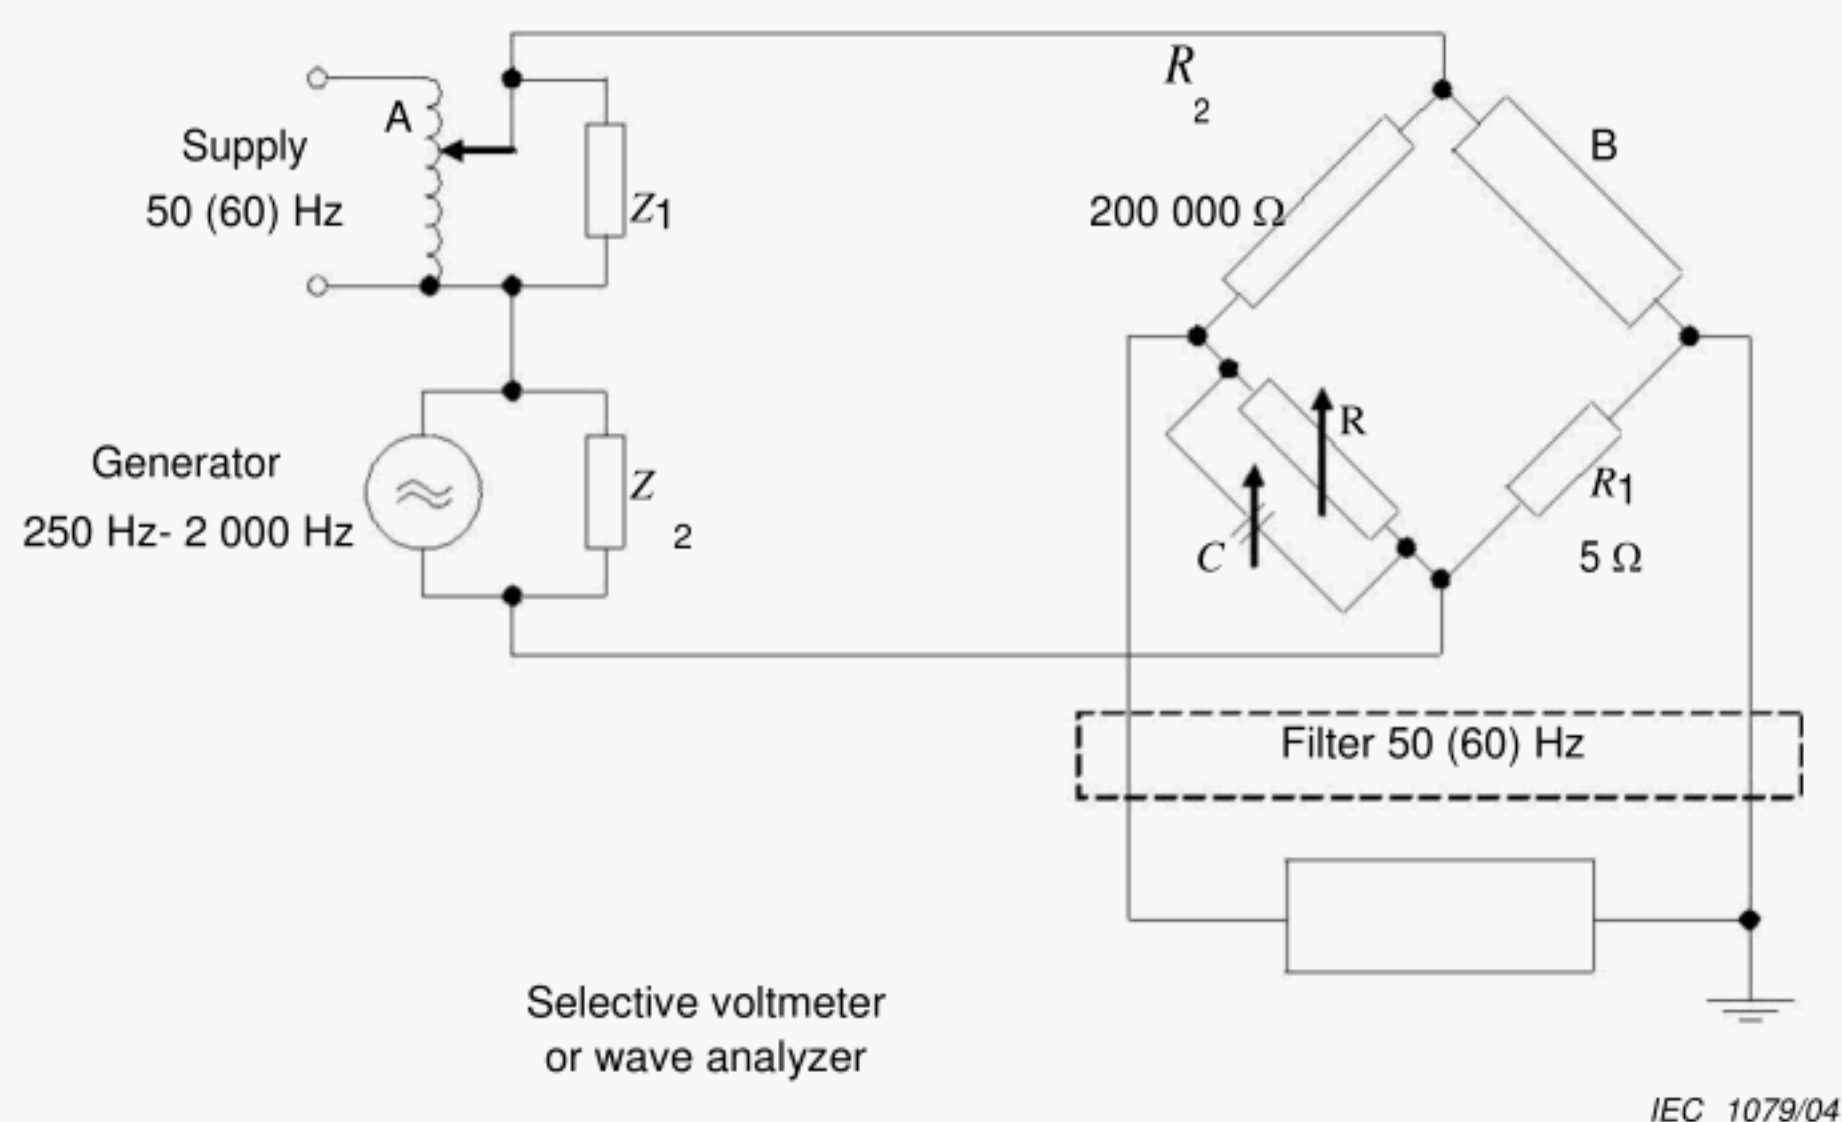 R
2
A
B
Supply
50 (60) Hz
Z1
200 000 Ω
R
Generator
250 Hz- 2 000 Hz
Z
2
R1
C
5 Ω
Filter 50 (60) Hz
Selective voltmeter
or wave analyzer
IEC 1079/04